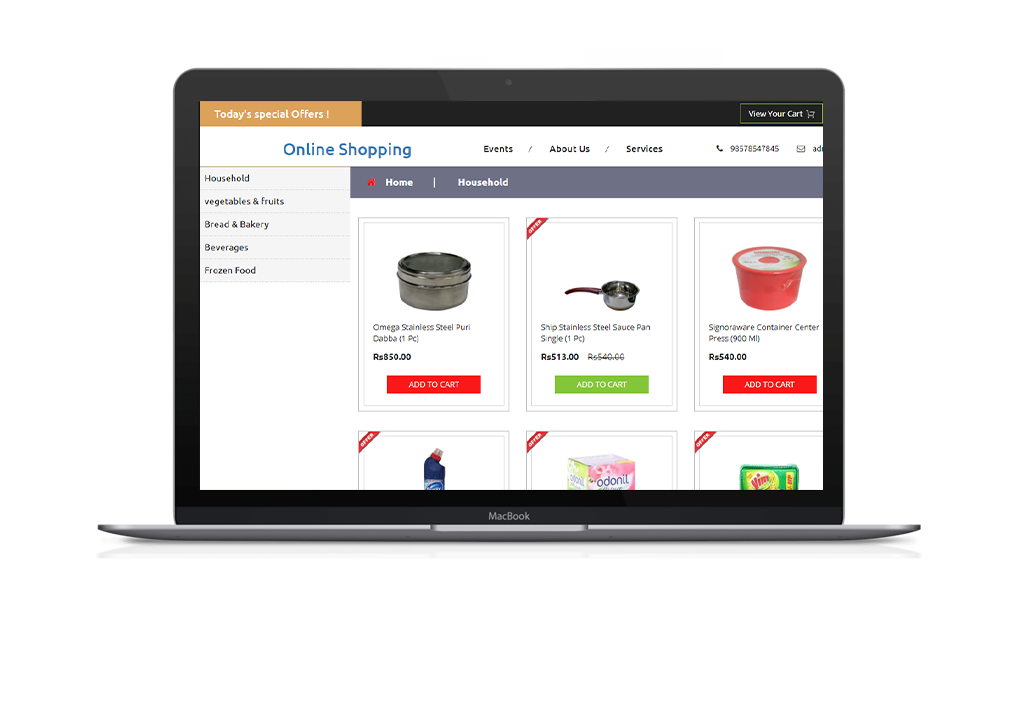 Today's special Offers !
View Your Cart
Online Shopping
Events / About Us / Services
93578547845
Household
vegetables & fruits
Bread & Bakery
Beverages
Frozen Food
Home | Household
Omega Stainless Steel Puri
Dabba (1 Pc)
Rs850.00
ADD TO CART
OFFER
Ship Stainless Steel Sauce Pan
Single (1 Pc)
Rs513.00 Rs540.00
ADD TO CART
Signoraware Container Center
Press (900 Ml)
Rs540.00
ADD TO CART
OFFER
OFFER
odonil
odonil
OFFER
Vim
MacBook